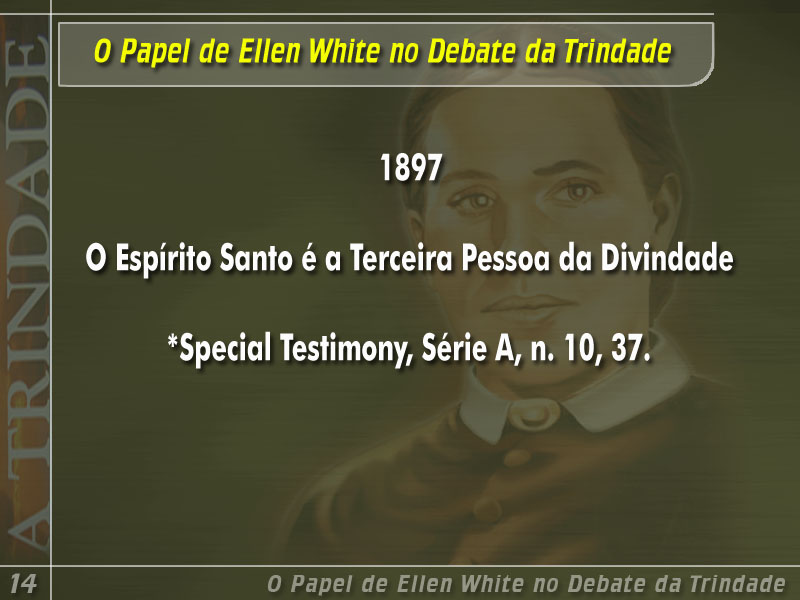 O Papel de Ellen White no Debate da Trindade
1897
O Espírito Santo é a Terceira Pessoa da Divindade
*Special Testimony, Série A, n. 10, 37.
A TRINDADE
14
O Papel de Ellen White no Debate da Trindade